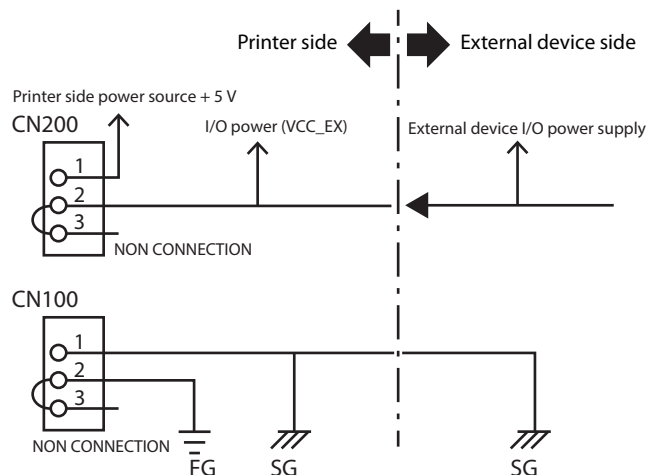 Printer side
External device side
Printer side power source + 5 V
CN200
I/O power (VCC_EX)
External device I/O power supply
1
2
3
NON CONNECTION
CN100
1
2
3
NON CONNECTION
FG
SG
SG